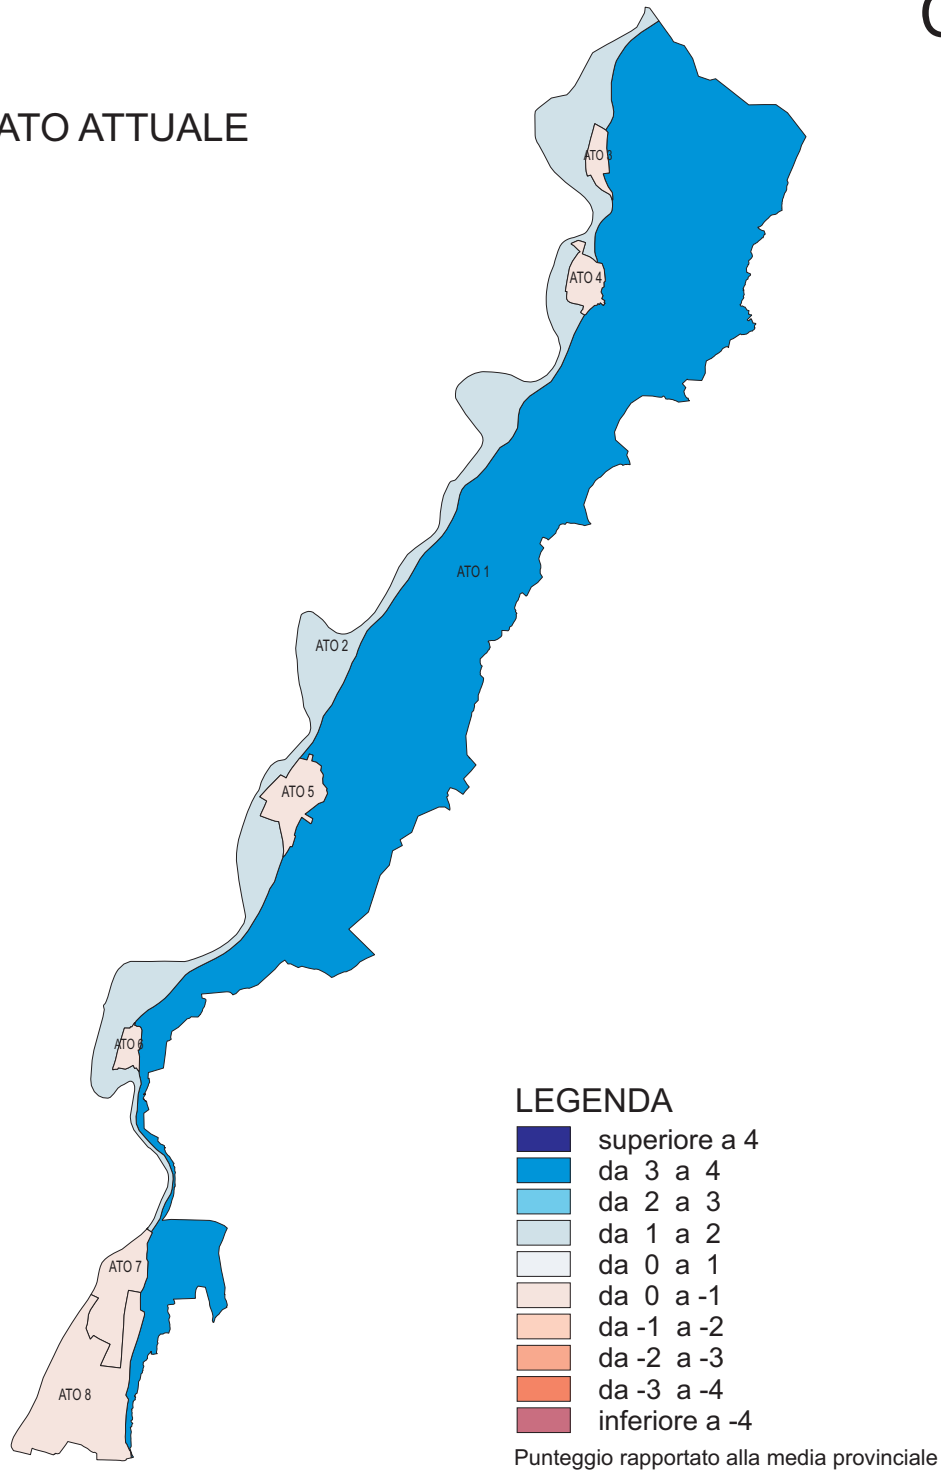 ATO ATTUALE
ATO 3
ATO 4
ATO 1
ATO 2
ATO 5
ATO 6
ATO 7
ATO 8
LEGENDA
superiore a 4
da 3 a 4
da 2 a 3
da 1 a 2
da 0 a 1
da 0 a -1
da -1 a -2
da -2 a -3
da -3 a -4
inferiore a -4
Punteggio rapportato alla media provinciale